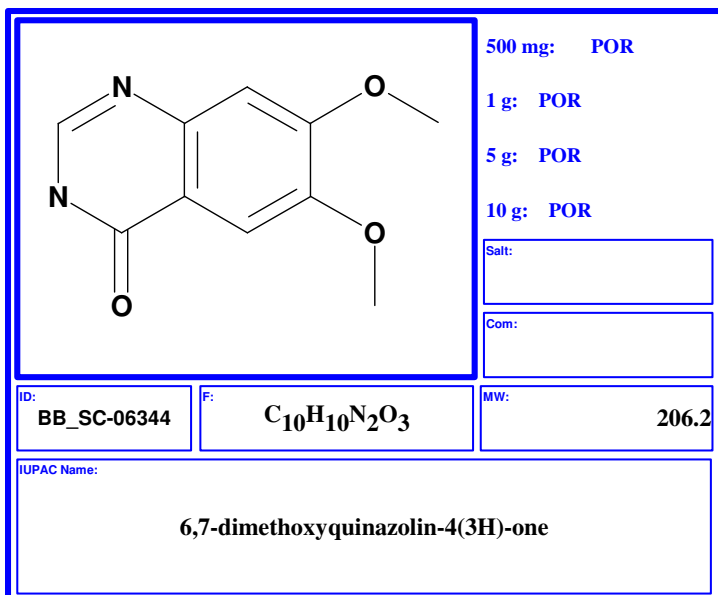 500 mg: POR
1 g: POR
5 g: POR
10 g: POR
N
N
O
O
O
Salt:
Com:
ID:
BB_SC-06344
F:
C10H10N2O3
MW:
206.2
IUPAC Name:
6,7-dimethoxyquinazolin-4(3H)-one